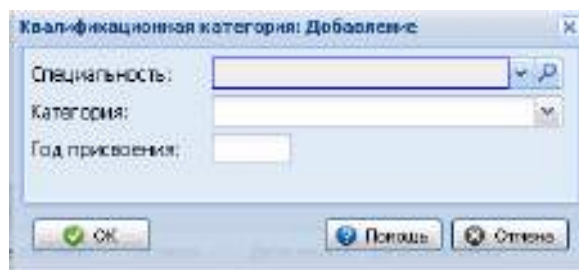 Квалификационная категория: Добавление
Специальность:
Категория:
Год присвоения:
ОК Помощь Отмена